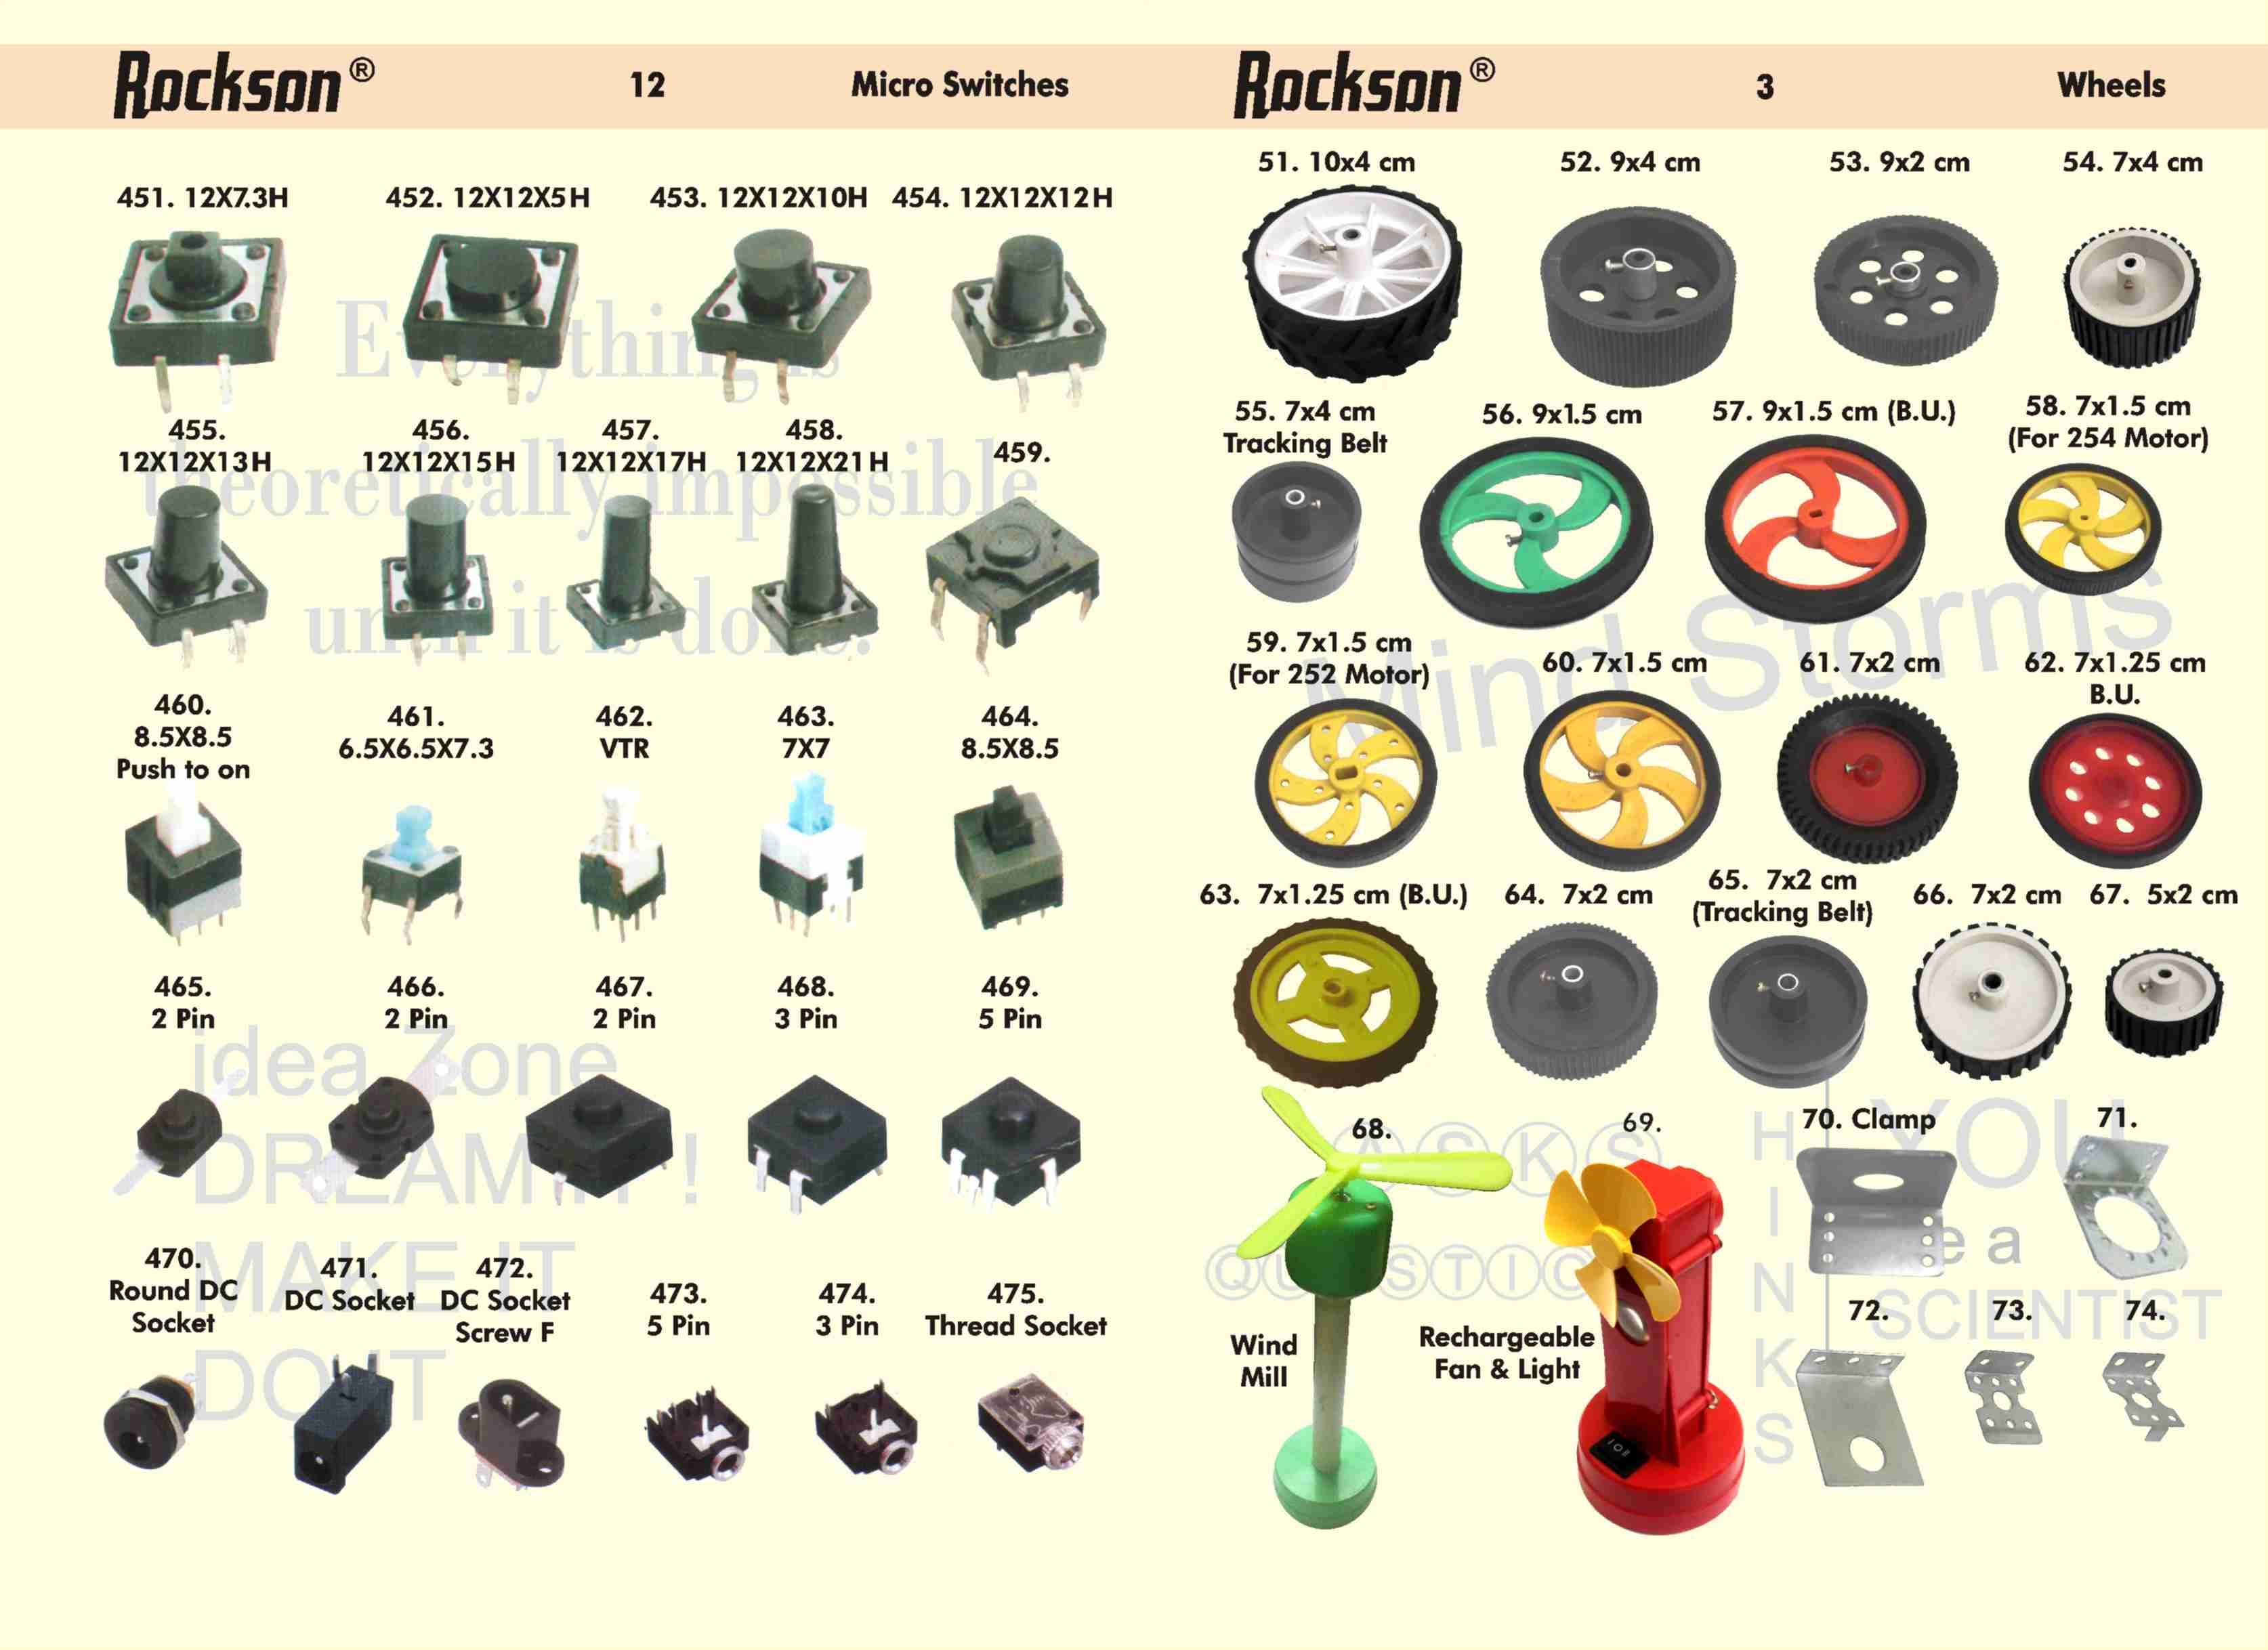 Rockson®
12
Micro Switches
451. 12X7.3H
452. 12X12X5H
453. 12X12X10H
454. 12X12X12H
455.
12X12X13H
456.
12X12X15H
457.
12X12X17H
458.
12X12X21H
459.
460.
8.5X8.5
Push to on
461.
6.5X6.5X7.3
462.
VTR
463.
7X7
464.
8.5X8.5
465.
2 Pin
466.
2 Pin
467.
2 Pin
468.
3 Pin
469.
5 Pin
470.
Round DC
Socket
471.
DC Socket
472.
DC Socket
Screw F
473.
5 Pin
474.
3 Pin
475.
Thread Socket
Everything is
theoretically impossible
until it is done.
idea Zone
DREAM IT !
MAKE IT
DO IT
Rockson®
3
Wheels
51. 10x4 cm
52. 9x4 cm
53. 9x2 cm
54. 7x4 cm
55. 7x4 cm
Tracking Belt
56. 9x1.5 cm
57. 9x1.5 cm (B.U.)
58. 7x1.5 cm
(For 254 Motor)
59. 7x1.5 cm
(For 252 Motor)
60. 7x1.5 cm
61. 7x2 cm
62. 7x1.25 cm
B.U.
63. 7x1.25 cm (B.U.)
64. 7x2 cm
65. 7x2 cm
(Tracking Belt)
66. 7x2 cm
67. 5x2 cm
68.
Wind
Mill
69.
Rechargeable
Fan & Light
70. Clamp
71.
72.
73.
74.
Mind Storms
ASKS
THINKS
YOU
a
SCIENTIST